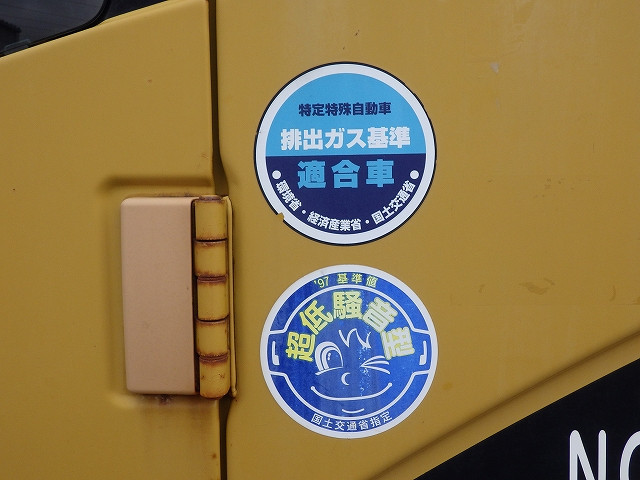 特定特殊自動車
排出ガス基準
適合車
・環境省・経済産業省・国土交通省・
'97 基準値
超低騒音型
国土交通省指定